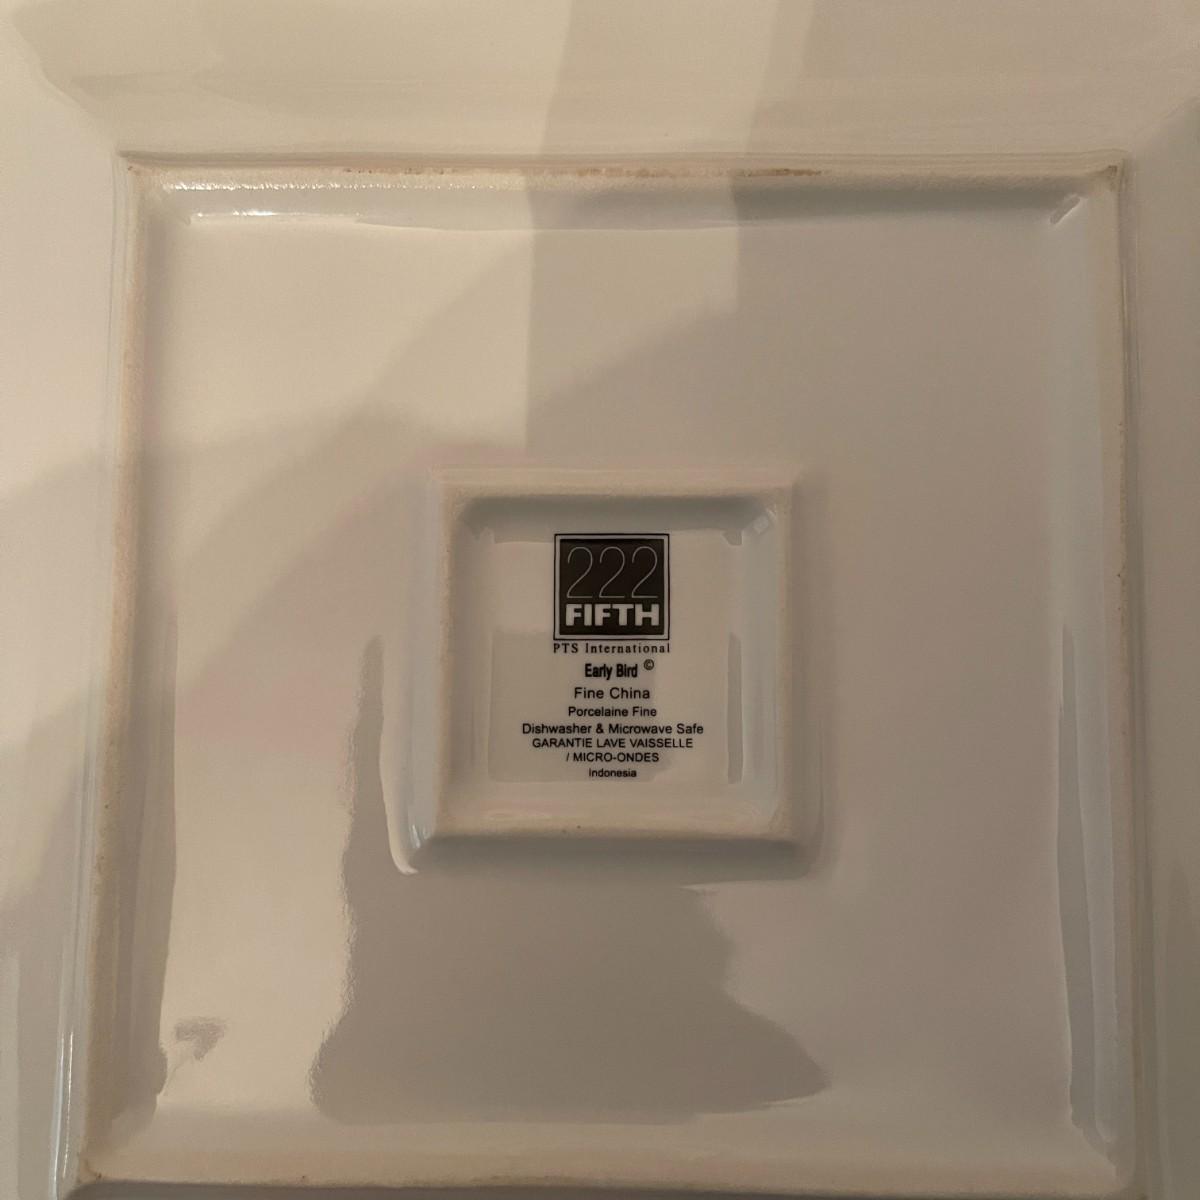 222
FIFTH
PTS International
Early Bird ©
Fine China
Porcelaine Fine
Dishwasher & Microwave Safe
GARANTIE LAVE VAISSELLE
/ MICRO-ONDES
Indonesia